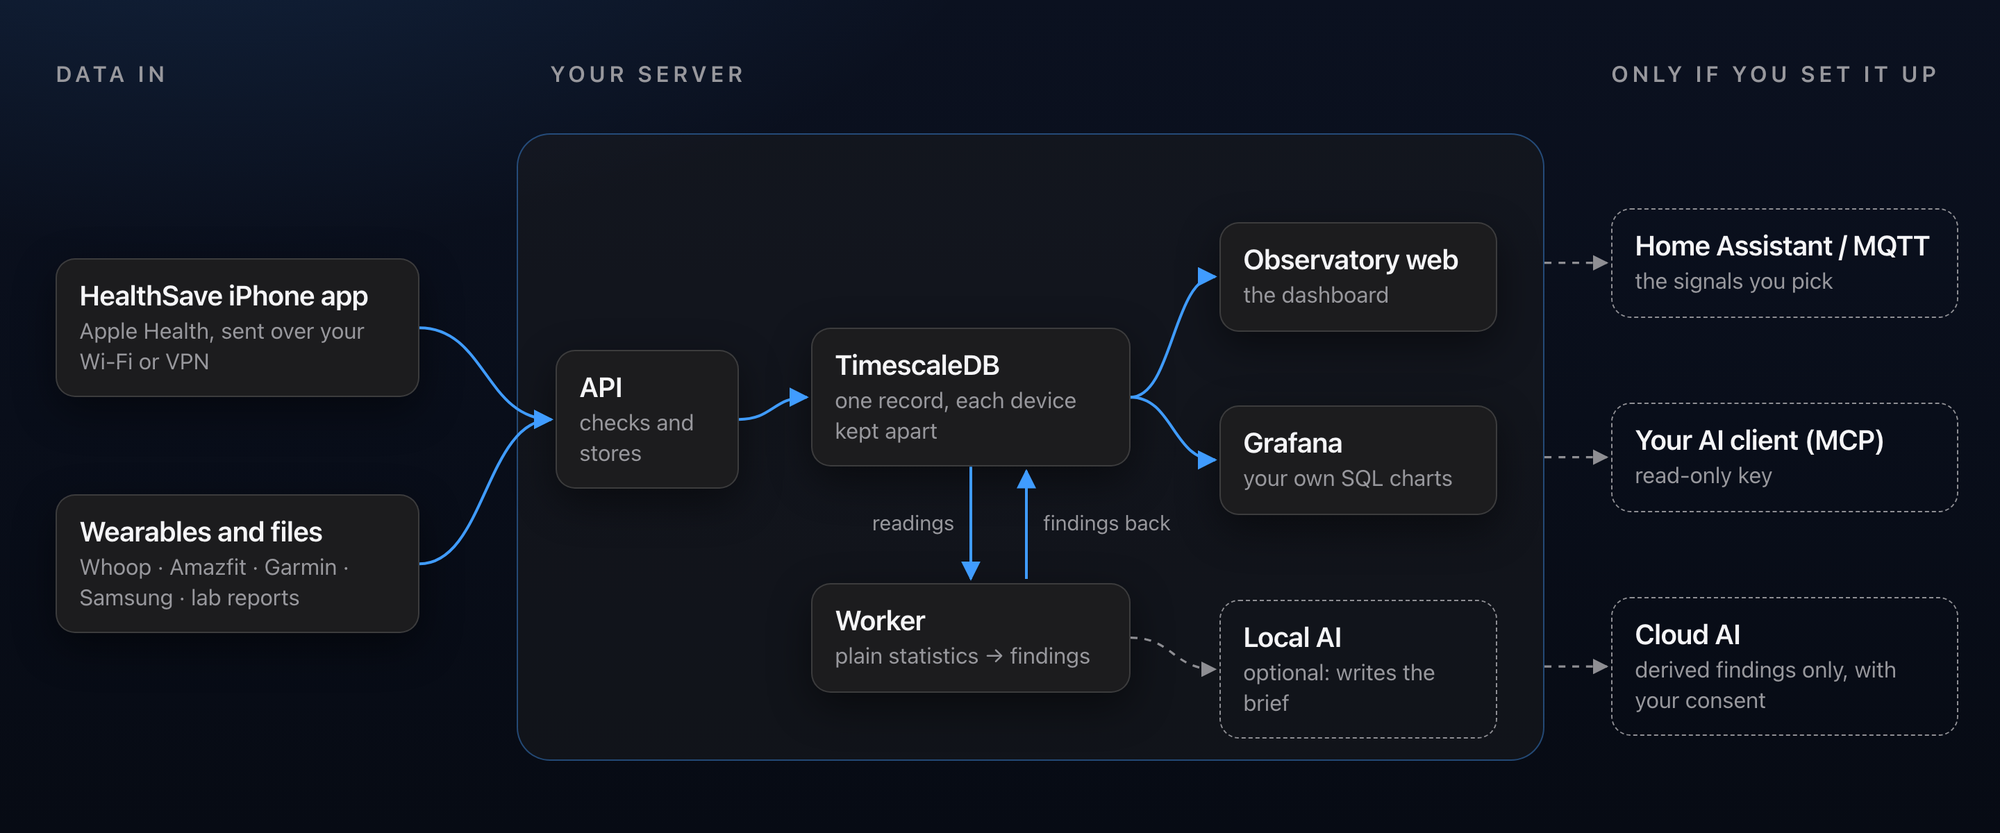 DATA IN
YOUR SERVER
ONLY IF YOU SET IT UP
HealthSave iPhone app
Apple Health, sent over your
Wi-Fi or VPN
Wearables and files
Whoop · Amazfit · Garmin ·
Samsung · lab reports
API
checks and
stores
TimescaleDB
one record, each device
kept apart
readings
findings back
Worker
plain statistics → findings
Observatory web
the dashboard
Grafana
your own SQL charts
Local AI
optional: writes the
brief
Home Assistant / MQTT
the signals you pick
Your AI client (MCP)
read-only key
Cloud AI
derived findings only, with
your consent